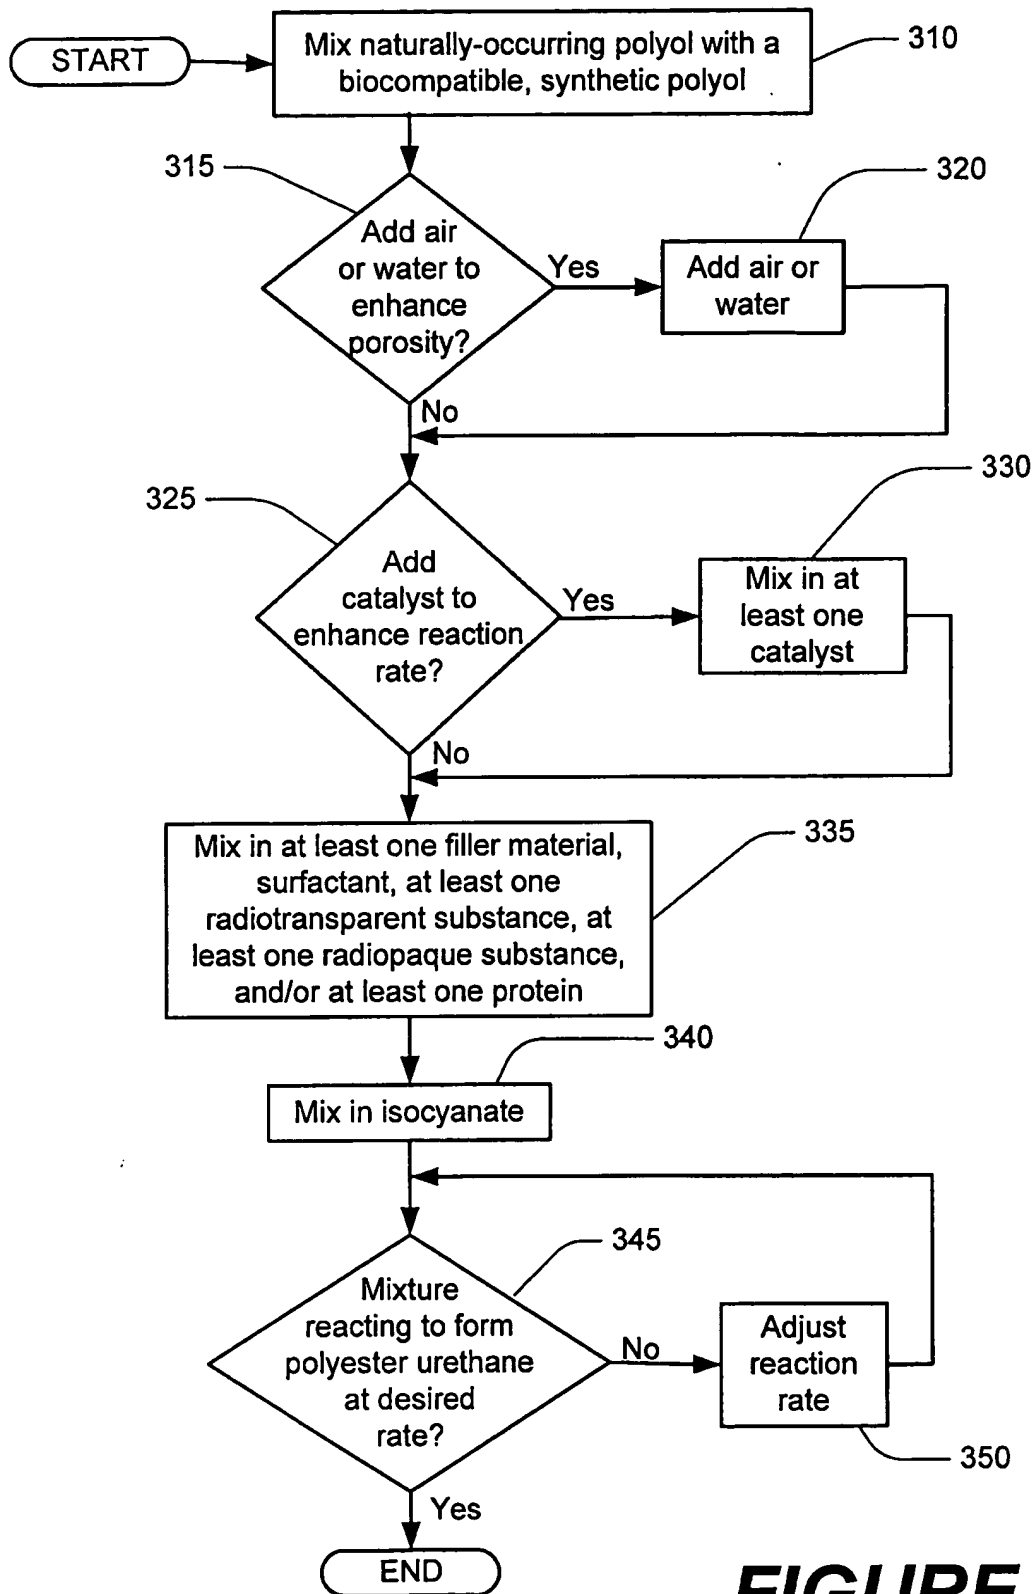 START
Mix naturally-occurring polyol with a
biocompatible, synthetic polyol
310
315
Add air
or water to
enhance
porosity?
Yes
320
Add air or
water
No
325
Add
catalyst to
enhance reaction
rate?
Yes
330
Mix in at
least one
catalyst
No
Mix in at least one filler material,
surfactant, at least one
radiotransparent substance, at
least one radiopaque substance,
and/or at least one protein
335
340
Mix in isocyanate
345
Mixture
reacting to form
polyester urethane
at desired
rate?
No
Adjust
reaction
rate
350
Yes
END
FIGURE